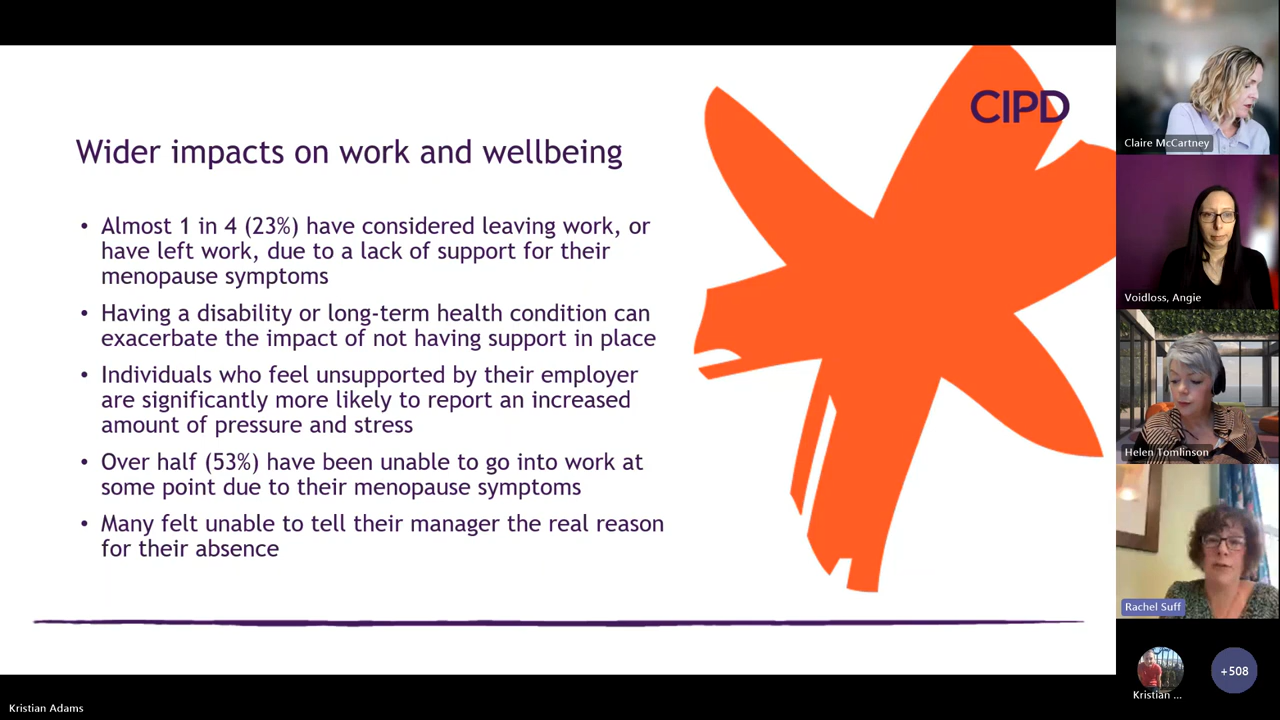 CIPD
Wider impacts on work and wellbeing
• Almost 1 in 4 (23%) have considered leaving work, or
have left work, due to a lack of support for their
menopause symptoms
• Having a disability or long-term health condition can
exacerbate the impact of not having support in place
• Individuals who feel unsupported by their employer
are significantly more likely to report an increased
amount of pressure and stress
• Over half (53%) have been unable to go into work at
some point due to their menopause symptoms
• Many felt unable to tell their manager the real reason
for their absence
Claire McCartney
Voidloss, Angie
Helen Tomlinson
Rachel Suff
Kristian ...
+508
Kristian Adams